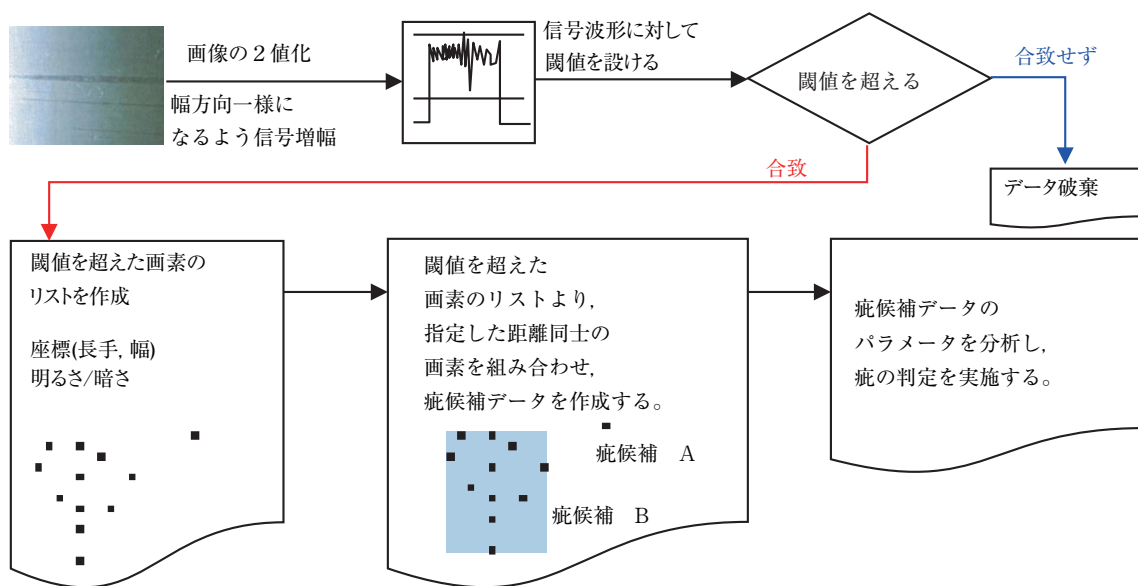 画像の２値化
幅方向一様に
なるよう信号増幅
信号波形に対して
閾値を設ける
閾値を超える
合致せず
合致
データ破棄
閾値を超えた画素の
リストを作成
座標(長手, 幅)
明るさ/暗さ
閾値を超えた
画素のリストより,
指定した距離同士の
画素を組み合わせ,
疵候補データを作成する。
疵候補　A
疵候補　B
疵候補データの
パラメータを分析し,
疵の判定を実施する。